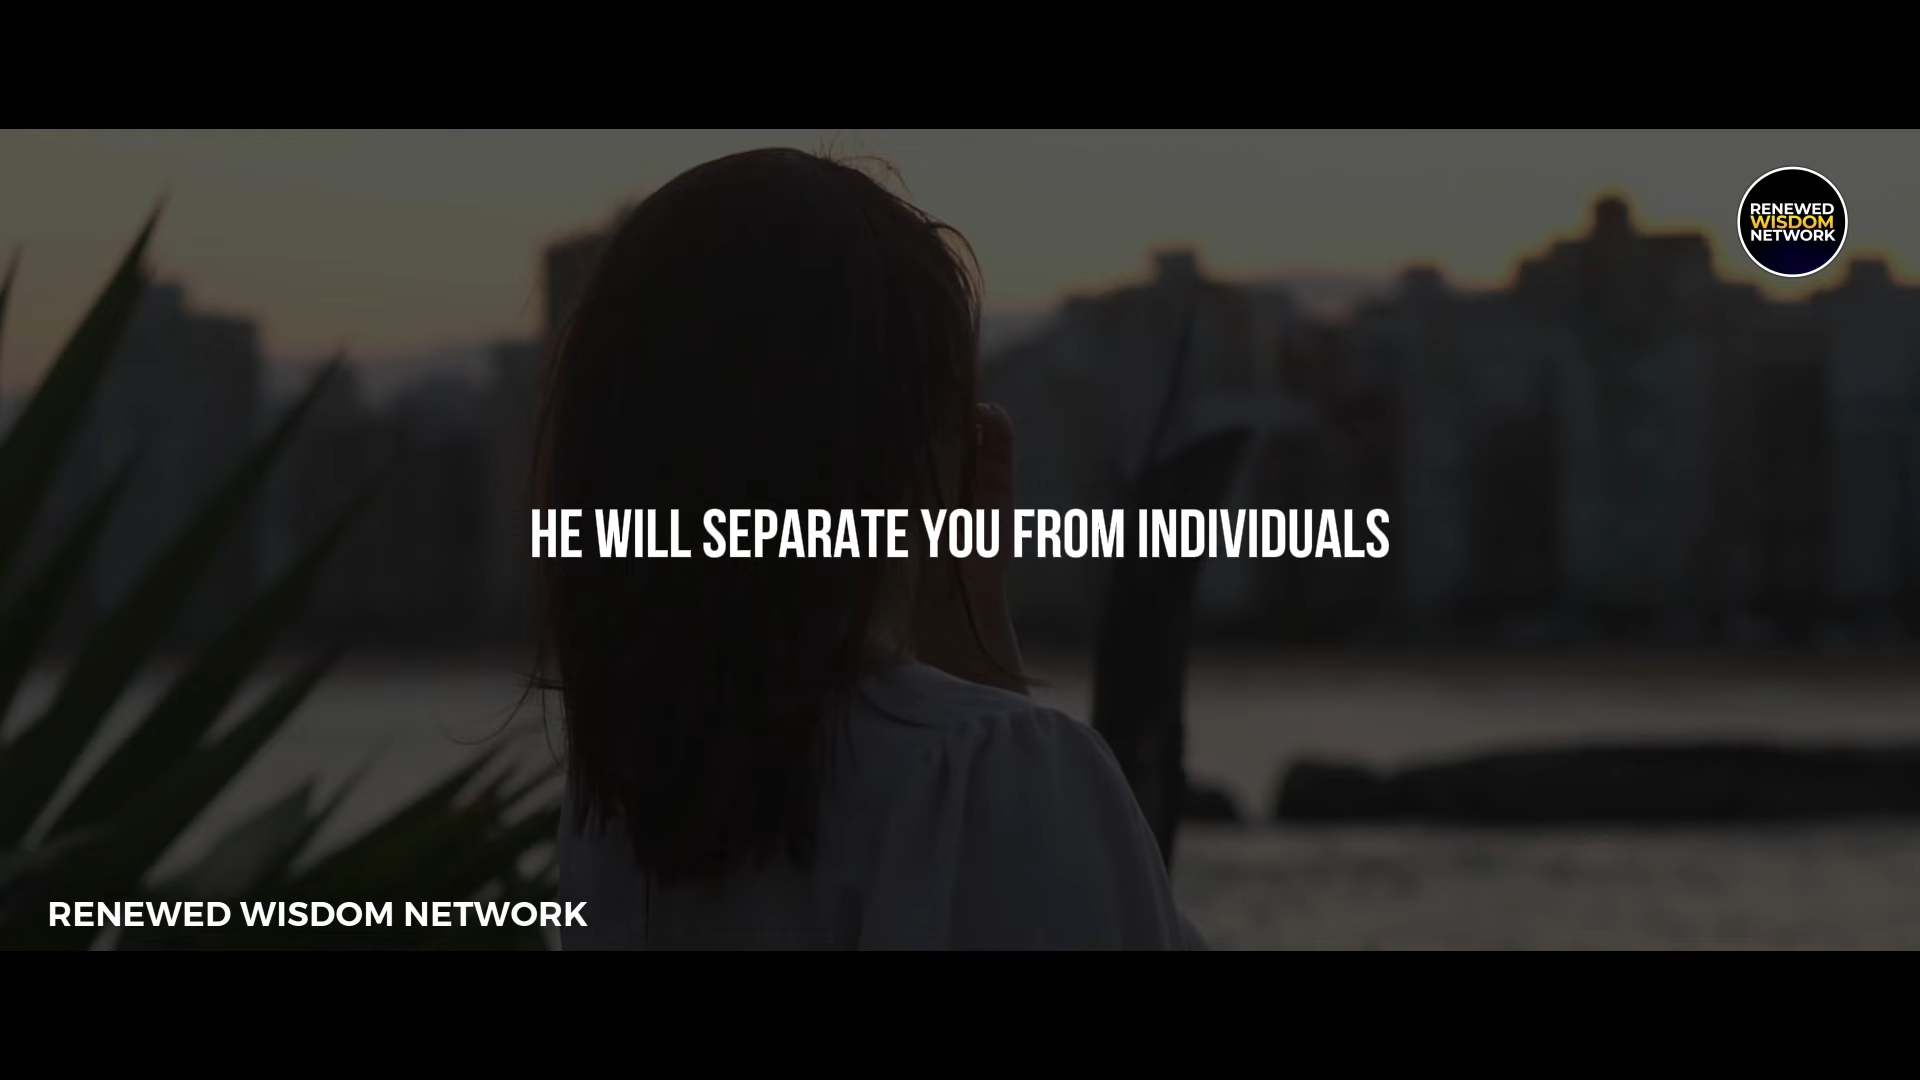 RENEWED
WISDOM
NETWORK
HE WILL SEPARATE YOU FROM INDIVIDUALS
RENEWED WISDOM NETWORK